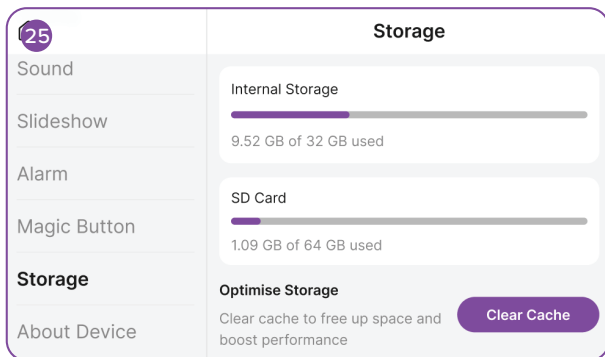 25
Storage
Sound
Slideshow
Alarm
Magic Button
Storage
About Device
Internal Storage
9.52 GB of 32 GB used
SD Card
1.09 GB of 64 GB used
Optimise Storage
Clear cache to free up space and
boost performance
Clear Cache